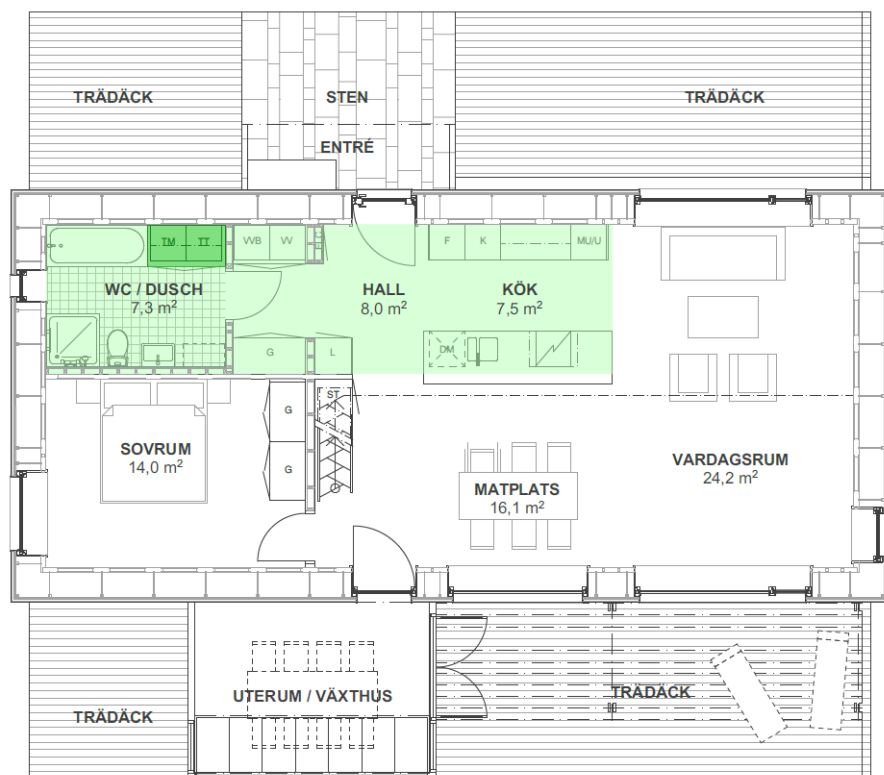 TRÄDÄCK
STEN
TRÄDÄCK
ENTRÉ
TM
TT
VVB
VV
F
K
MU/U
WC / DUSCH
7,3 m²
HALL
8,0 m²
KÖK
7,5 m²
G
L
DM
ST
G
SOVRUM
14,0 m²
G
VARDAGSRUM
24,2 m²
MATPLATS
16,1 m²
UTERUM / VÄXTHUS
TRÄDÄCK
TRÄDÄCK